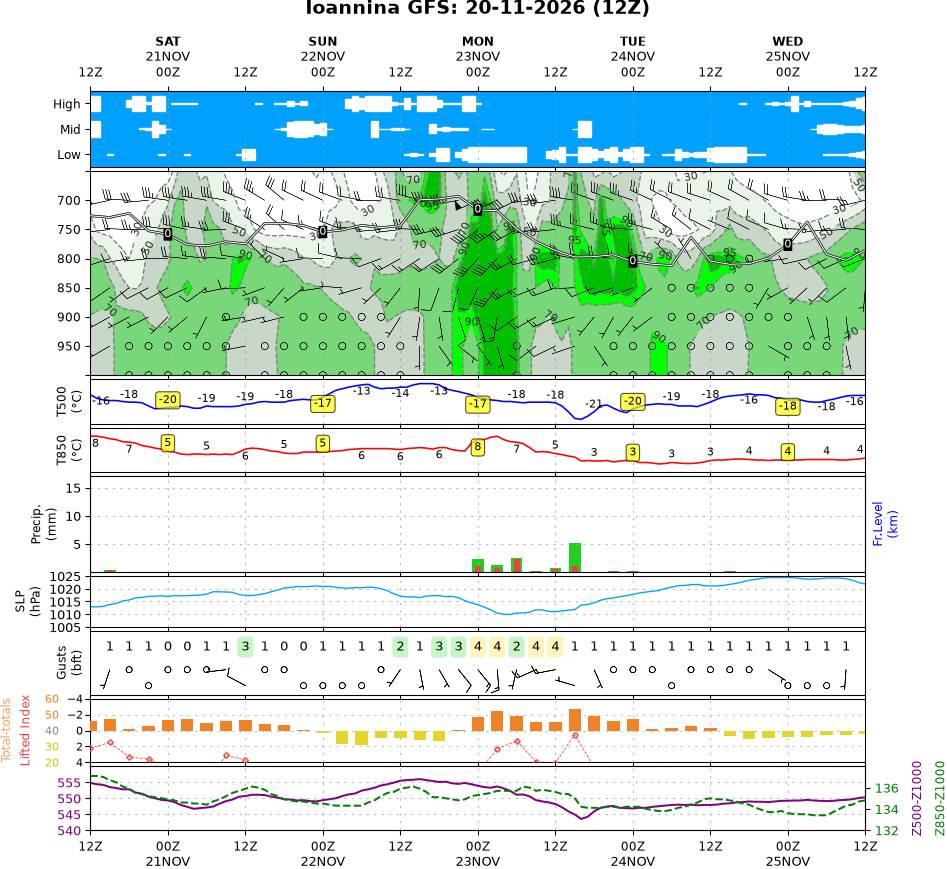 Ioannina GFS: 20-11-2026 (12Z)
SAT SUN MON TUE WED
21NOV 22NOV 23NOV 24NOV 25NOV
12Z 00Z 12Z 00Z 12Z 00Z 12Z 00Z 12Z 00Z 12Z
High
Mid
Low
700
750
800
850
900
950
0 0 0 0 0
T500
(°C)
-16 -18 -20 -19 -19 -18 -17 -13 -14 -13 -17 -18 -18 -21 -20 -19 -18 -16 -18 -18 -16
T850
(°C)
8 7 5 5 6 5 5 6 6 6 8 7 5 3 3 3 3 4 4 4 4
Precip.
(mm)
15
10
5
Fr.Level
(km)
SLP
(hPa)
1025
1020
1015
1010
1005
Gusts
(bft)
1 1 1 0 0 1 1 3 1 0 0 1 1 1 1 2 1 3 3 4 4 2 4 4 1 1 1 1 1 1 1 1 1 1 1 1 1 1 1
Total-totals
Lifted Index
60 −4
50 −2
40 0
30 2
20 4
555
550
545
540
136
134
132
Z500-Z1000
Z850-Z1000
12Z 00Z 12Z 00Z 12Z 00Z 12Z 00Z 12Z 00Z 12Z
21NOV 22NOV 23NOV 24NOV 25NOV